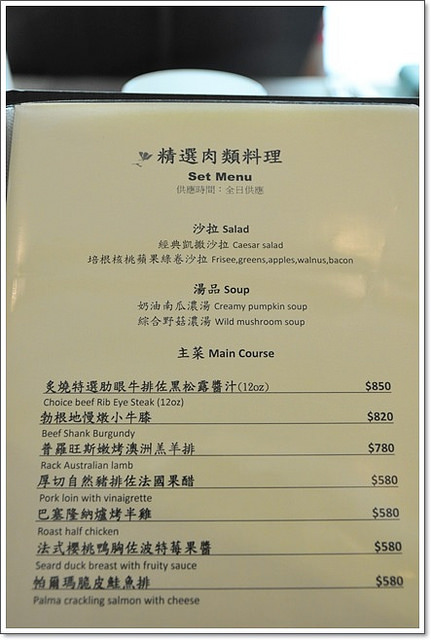 精選肉類料理
Set Menu
供應時間：全日供應
沙拉 Salad
經典凱撒沙拉 Caesar salad
培根核桃蘋果綠卷沙拉 Frisee,greens,apples,walnus,bacon
湯品 Soup
奶油南瓜濃湯 Creamy pumpkin soup
綜合野菇濃湯 Wild mushroom soup
主菜 Main Course
炙燒特選肋眼牛排佐黑松露醬汁(12oz) $850
Choice beef Rib Eye Steak (12oz)
勃根地慢燉小牛膝 $820
Beef Shank Burgundy
普羅旺斯嫩烤澳洲羔羊排 $780
Rack Australian lamb
厚切自然豬排佐法國果醋 $580
Pork loin with vinaigrette
巴塞隆納爐烤半雞 $580
Roast half chicken
法式櫻桃鴨胸佐波特莓果醬 $580
Seard duck breast with fruity sauce
帕爾瑪脆皮鮭魚排 $580
Palma crackling salmon with cheese